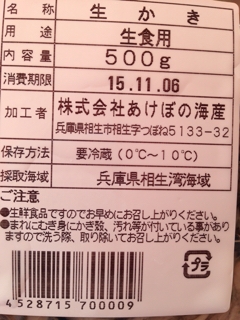 名称 生かき
用途 生食用
内容量 500g
消費期限 15.11.06
加工者 株式会社あけぼの海産
兵庫県相生市相生字つぼね5133-32
保存方法 要冷蔵(0℃~10℃)
採取海域 兵庫県相生湾海域
ご注意
●生鮮食品ですのでお早めにお召し上がりください。
●まれにむき身にかき殻、汚れ等が付いている事があり
ますので洗う際、取り除いてお召し上がりください。
4528715700009
プラ